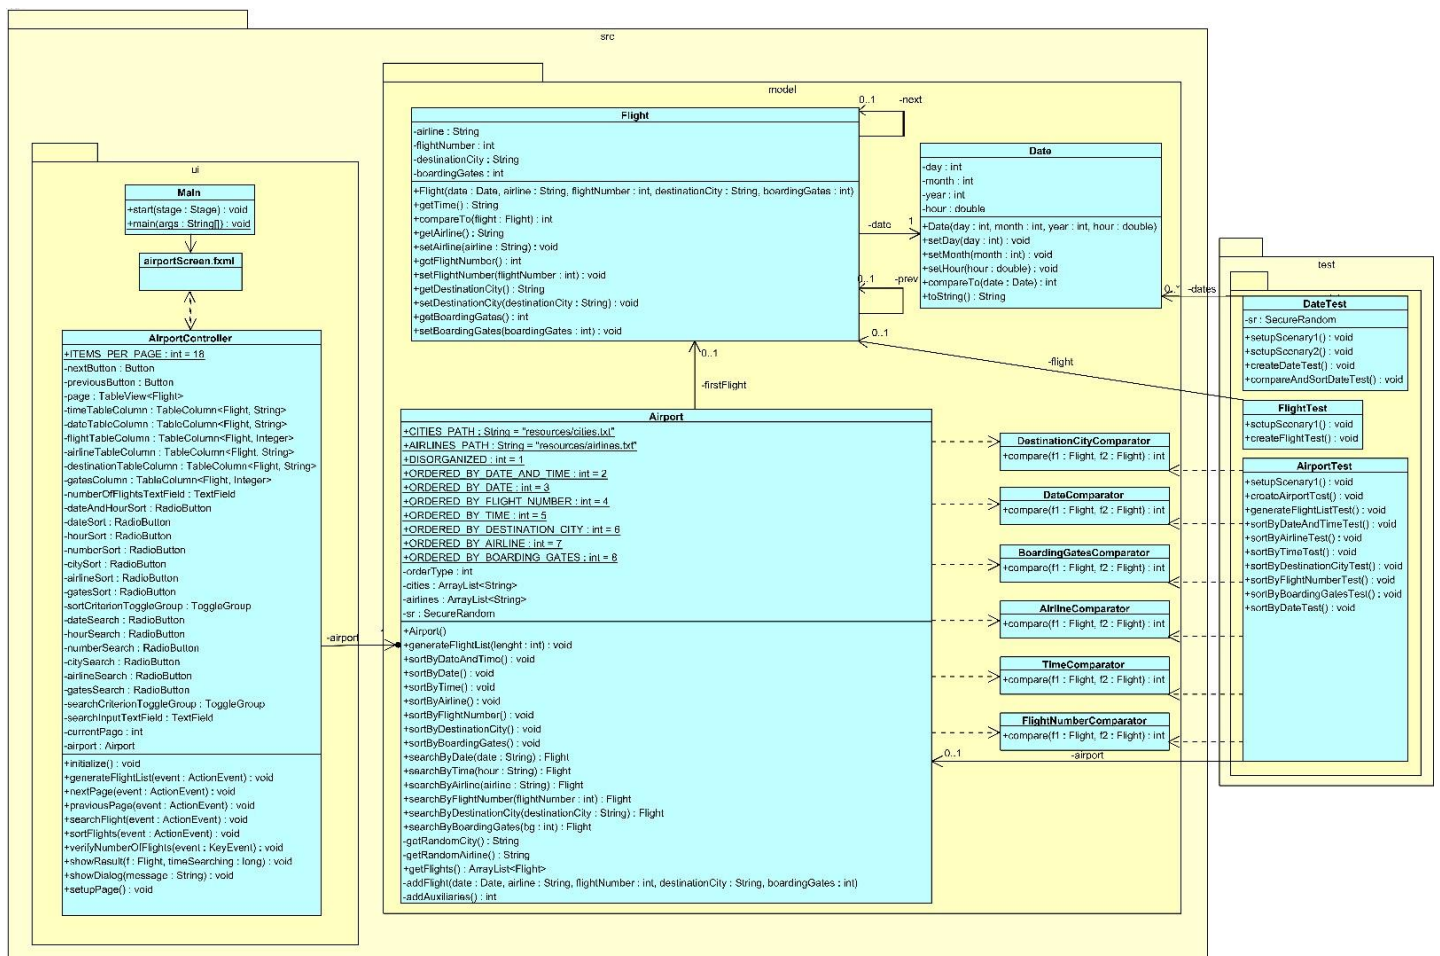 src
model
ui
Main
+start(stage : Stage) : void
+main(args : String[]) : void
airportScreen.fxml
AirportController
+ITEMS_PER_PAGE : int = 18
-nextButton : Button
-previousButton : Button
-page : TableView<Flight>
-timeTableColumn : TableColumn<Flight, String>
-dateTableColumn : TableColumn<Flight, String>
-flightTableColumn : TableColumn<Flight, Integer>
-airlineTableColumn : TableColumn<Flight, String>
-destinationTableColumn : TableColumn<Flight, String>
-gatesColumn : TableColumn<Flight, Integer>
-numberOfFlightsTextField : TextField
-dateAndHourSort : RadioButton
-dateSort : RadioButton
-hourSort : RadioButton
-numberSort : RadioButton
-citySort : RadioButton
-airlineSort : RadioButton
-gatesSort : RadioButton
-sortCriterionToggleGroup : ToggleGroup
-dateSearch : RadioButton
-hourSearch : RadioButton
-numberSearch : RadioButton
-citySearch : RadioButton
-airlineSearch : RadioButton
-gatesSearch : RadioButton
-searchCriterionToggleGroup : ToggleGroup
-searchInputTextField : TextField
-currentPage : int
-airport : Airport
+initialize() : void
+generateFlightList(event : ActionEvent) : void
+nextPage(event : ActionEvent) : void
+previousPage(event : ActionEvent) : void
+searchFlight(event : ActionEvent) : void
+sortFlights(event : ActionEvent) : void
+verifyNumberOfFlights(event : KeyEvent) : void
+showResult(f : Flight, timeSearching : long) : void
+showDialog(message : String) : void
+setupPage() : void
-airport
Flight
-airline : String
-flightNumber : int
-destinationCity : String
-boardingGates : int
+Flight(date : Date, airline : String, flightNumber : int, destinationCity : String, boardingGates : int)
+getTime() : String
+compareTo(flight : Flight) : int
+getAirline() : String
+setAirline(airline : String) : void
+getFlightNumber() : int
+setFlightNumber(flightNumber : int) : void
+getDestinationCity() : String
+setDestinationCity(destinationCity : String) : void
+getBoardingGates() : int
+setBoardingGates(boardingGates : int) : void
0..1 -next
-date 1
0..1 -prev
0..1
-flight
0..1
-firstFlight
Date
-day : int
-month : int
-year : int
-hour : double
+Date(day : int, month : int, year : int, hour : double)
+setDay(day : int) : void
+setMonth(month : int) : void
+setHour(hour : double) : void
+compareTo(date : Date) : int
+toString() : String
0..* -dates
Airport
+CITIES_PATH : String = "resources/cities.txt"
+AIRLINES_PATH : String = "resources/airlines.txt"
+DISORGANIZED : int = 1
+ORDERED_BY_DATE_AND_TIME : int = 2
+ORDERED_BY_DATE : int = 3
+ORDERED_BY_FLIGHT_NUMBER : int = 4
+ORDERED_BY_TIME : int = 5
+ORDERED_BY_DESTINATION_CITY : int = 6
+ORDERED_BY_AIRLINE : int = 7
+ORDERED_BY_BOARDING_GATES : int = 8
-orderType : int
-cities : ArrayList<String>
-airlines : ArrayList<String>
-sr : SecureRandom
+Airport()
+generateFlightList(lenght : int) : void
+sortByDateAndTime() : void
+sortByDate() : void
+sortByTime() : void
+sortByAirline() : void
+sortByFlightNumber() : void
+sortByDestinationCity() : void
+sortByBoardingGates() : void
+searchByDate(date : String) : Flight
+searchByTime(hour : String) : Flight
+searchByAirline(airline : String) : Flight
+searchByFlightNumber(flightNumber : int) : Flight
+searchByDestinationCity(destinationCity : String) : Flight
+searchByBoardingGates(bg : int) : Flight
-getRandomCity() : String
-getRandomAirline() : String
+getFlights() : ArrayList<Flight>
-addFlight(date : Date, airline : String, flightNumber : int, destinationCity : String, boardingGates : int)
-addAuxiliaries() : int
DestinationCityComparator
+compare(f1 : Flight, f2 : Flight) : int
DateComparator
+compare(f1 : Flight, f2 : Flight) : int
BoardingGatesComparator
+compare(f1 : Flight, f2 : Flight) : int
AirlineComparator
+compare(f1 : Flight, f2 : Flight) : int
TimeComparator
+compare(f1 : Flight, f2 : Flight) : int
FlightNumberComparator
+compare(f1 : Flight, f2 : Flight) : int
0..1 -airport
test
DateTest
-sr : SecureRandom
+setupScenary1() : void
+setupScenary2() : void
+createDateTest() : void
+compareAndSortDateTest() : void
FlightTest
+setupScenary1() : void
+createFlightTest() : void
AirportTest
+setupScenary1() : void
+createAirportTest() : void
+generateFlightListTest() : void
+sortByDateAndTimeTest() : void
+sortByAirlineTest() : void
+sortByTimeTest() : void
+sortByDestinationCityTest() : void
+sortByFlightNumberTest() : void
+sortByBoardingGatesTest() : void
+sortByDateTest() : void